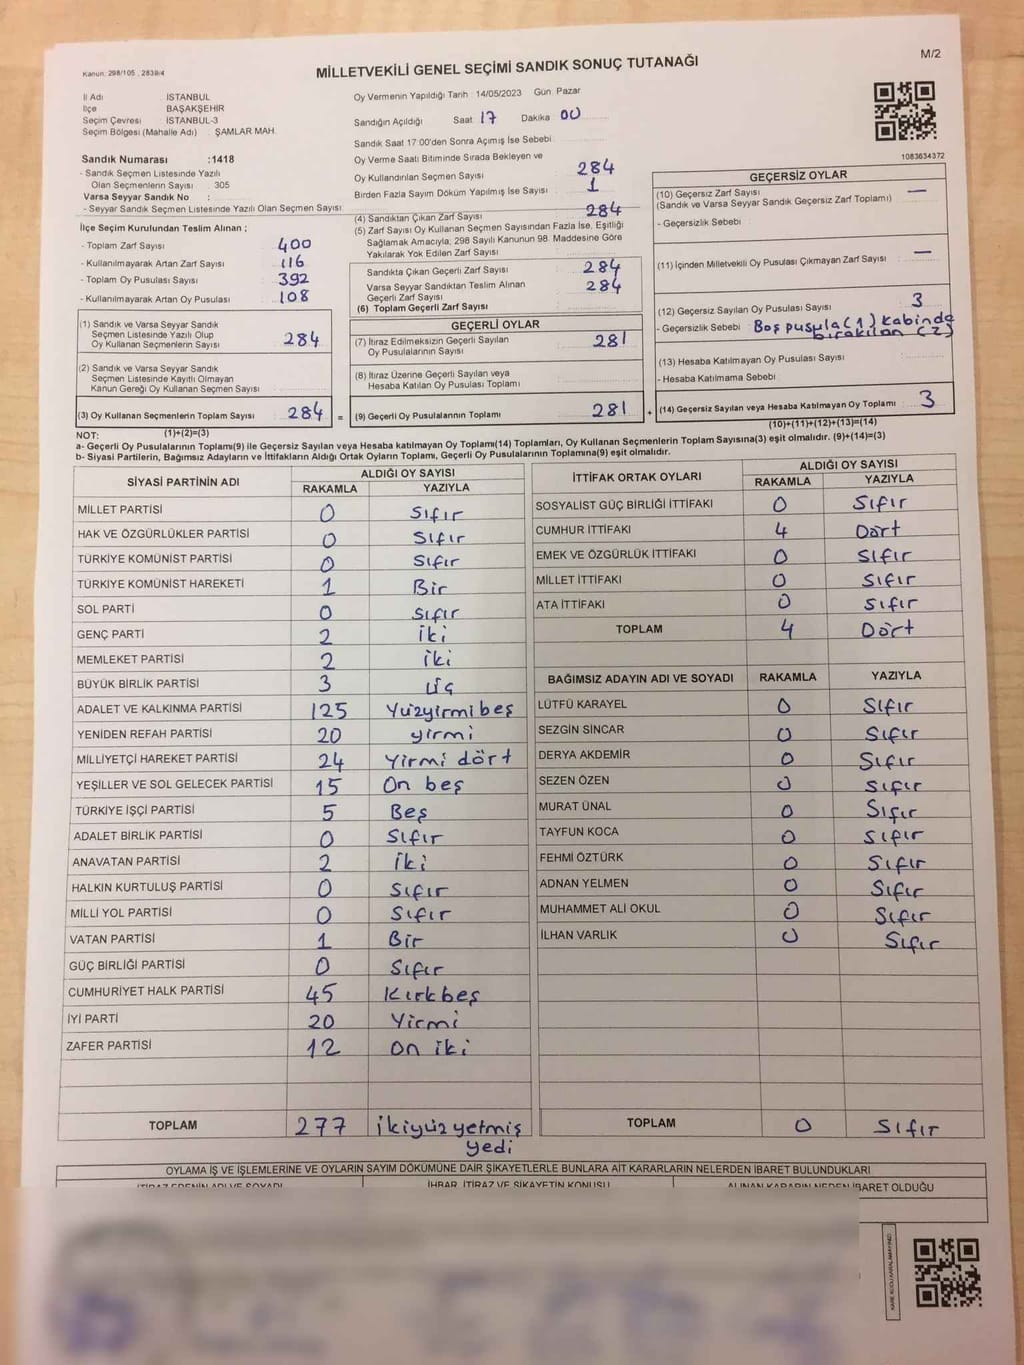 M/2
Kanun: 298/105, 2839/4
MİLLETVEKİLİ GENEL SEÇİMİ SANDIK SONUÇ TUTANAĞI
İl Adı İSTANBUL
İlçe BAŞAKŞEHİR
Seçim Çevresi İSTANBUL-3
Seçim Bölgesi (Mahalle Adı) ŞAMLAR MAH.
Sandık Numarası :1418
- Sandık Seçmen Listesinde Yazılı
Olan Seçmenlerin Sayısı : 305
Varsa Seyyar Sandık No :
- Seyyar Sandık Seçmen Listesinde Yazılı Olan Seçmen Sayısı:
Oy Vermenin Yapıldığı Tarih : 14/05/2023 Gün: Pazar
Sandığın Açıldığı Saat 17 Dakika 00
Sandık Saat 17:00'den Sonra Açımış İse Sebebi
Oy Verme Saati Bitiminde Sırada Bekleyen ve
Oy Kullandırılan Seçmen Sayısı 284
Birden Fazla Sayım Döküm Yapılmış İse Sayısı 1
(4) Sandıktan Çıkan Zarf Sayısı 284
(5) Zarf Sayısı Oy Kullanan Seçmen Sayısından Fazla İse, Eşitliği
Sağlamak Amacıyla, 298 Sayılı Kanunun 98. Maddesine Göre
Yakılarak Yok Edilen Zarf Sayısı
1083634372
İlçe Seçim Kurulundan Teslim Alınan ;
- Toplam Zarf Sayısı 400
- Kullanılmayarak Artan Zarf Sayısı 116
- Toplam Oy Pusulası Sayısı 392
- Kullanılmayarak Artan Oy Pusulası 108
Sandıkta Çıkan Geçerli Zarf Sayısı 284
Varsa Seyyar Sandıktan Teslim Alınan 284
Geçerli Zarf Sayısı
(6) Toplam Geçerli Zarf Sayısı
GEÇERSİZ OYLAR
(10) Geçersiz Zarf Sayısı —
(Sandık ve Varsa Seyyar Sandık Geçersiz Zarf Toplamı)
- Geçersizlik Sebebi :
(11) İçinden Milletvekili Oy Pusulası Çıkmayan Zarf Sayısı —
(12) Geçersiz Sayılan Oy Pusulası Sayısı 3
- Geçersizlik Sebebi Boş pusula (1) kabinde
bırakılan (2)
(13) Hesaba Katılmayan Oy Pusulası Sayısı
- Hesaba Katılmama Sebebi
(1) Sandık ve Varsa Seyyar Sandık
Seçmen Listesinde Yazılı Olup
Oy Kullanan Seçmenlerin Sayısı 284
(2) Sandık ve Varsa Seyyar Sandık
Seçmen Listesinde Kayıtlı Olmayan
Kanun Gereği Oy Kullanan Seçmen Sayısı
GEÇERLİ OYLAR
(7) İtiraz Edilmeksizin Geçerli Sayılan
Oy Pusulalarının Sayısı 281
(8) İtiraz Üzerine Geçerli Sayılan veya
Hesaba Katılan Oy Pusulası Toplamı
(3) Oy Kullanan Seçmenlerin Toplam Sayısı 284 = (9) Geçerli Oy Pusulalarının Toplamı 281 + (14) Geçersiz Sayılan veya Hesaba Katılmayan Oy Toplamı 3
NOT: (1)+(2)=(3) (10)+(11)+(12)+(13)=(14)
a- Geçerli Oy Pusulalarının Toplamı(9) ile Geçersiz Sayılan veya Hesaba katılmayan Oy Toplamı(14) Toplamları, Oy Kullanan Seçmenlerin Toplam Sayısına(3) eşit olmalıdır. (9)+(14)=(3)
b- Siyasi Partilerin, Bağımsız Adayların ve İttifakların Aldığı Ortak Oyların Toplamı, Geçerli Oy Pusulalarının Toplamına(9) eşit olmalıdır.
SİYASİ PARTİNİN ADI ALDIĞI OY SAYISI
RAKAMLA YAZIYLA
MİLLET PARTİSİ 0 Sıfır
HAK VE ÖZGÜRLÜKLER PARTİSİ 0 Sıfır
TÜRKİYE KOMÜNİST PARTİSİ 0 Sıfır
TÜRKİYE KOMÜNİST HAREKETİ 1 Bir
SOL PARTİ 0 Sıfır
GENÇ PARTİ 2 iki
MEMLEKET PARTİSİ 2 iki
BÜYÜK BİRLİK PARTİSİ 3 üç
ADALET VE KALKINMA PARTİSİ 125 Yüzyirmi beş
YENİDEN REFAH PARTİSİ 20 yirmi
MİLLİYETÇİ HAREKET PARTİSİ 24 Yirmi dört
YEŞİLLER VE SOL GELECEK PARTİSİ 15 On beş
TÜRKİYE İŞÇİ PARTİSİ 5 Beş
ADALET BİRLİK PARTİSİ 0 Sıfır
ANAVATAN PARTİSİ 2 İki
HALKIN KURTULUŞ PARTİSİ 0 Sıfır
MİLLİ YOL PARTİSİ 0 Sıfır
VATAN PARTİSİ 1 Bir
GÜÇ BİRLİĞİ PARTİSİ 0 Sıfır
CUMHURİYET HALK PARTİSİ 45 Kırkbeş
İYİ PARTİ 20 Yirmi
ZAFER PARTİSİ 12 On iki
TOPLAM 277 ikiyüz yetmiş
yedi
İTTİFAK ORTAK OYLARI ALDIĞI OY SAYISI
RAKAMLA YAZIYLA
SOSYALİST GÜÇ BİRLİĞİ İTTİFAKI 0 Sıfır
CUMHUR İTTİFAKI 4 Dört
EMEK VE ÖZGÜRLÜK İTTİFAKI 0 Sıfır
MİLLET İTTİFAKI 0 Sıfır
ATA İTTİFAKI 0 Sıfır
TOPLAM 4 Dört
BAĞIMSIZ ADAYIN ADI VE SOYADI RAKAMLA YAZIYLA
LÜTFÜ KARAYEL 0 Sıfır
SEZGİN SİNCAR 0 Sıfır
DERYA AKDEMİR 0 Sıfır
SEZEN ÖZEN 0 Sıfır
MURAT ÜNAL 0 Sıfır
TAYFUN KOCA 0 Sıfır
FEHMİ ÖZTÜRK 0 Sıfır
ADNAN YELMEN 0 Sıfır
MUHAMMET ALİ OKUL 0 Sıfır
İLHAN VARLIK 0 Sıfır
TOPLAM 0 Sıfır
OYLAMA İŞ VE İŞLEMLERİNE VE OYLARIN SAYIM DÖKÜMÜNE DAİR ŞİKAYETLERLE BUNLARA AİT KARARLARIN NELERDEN İBARET BULUNDUKLARI
İTİRAZ EDENİN ADI VE SOYADI İHBAR, İTİRAZ VE ŞİKAYETİN KONUSU ALINAN KARARIN NEDEN İBARET OLDUĞU
KARE KODU KARALAMAYINIZ!